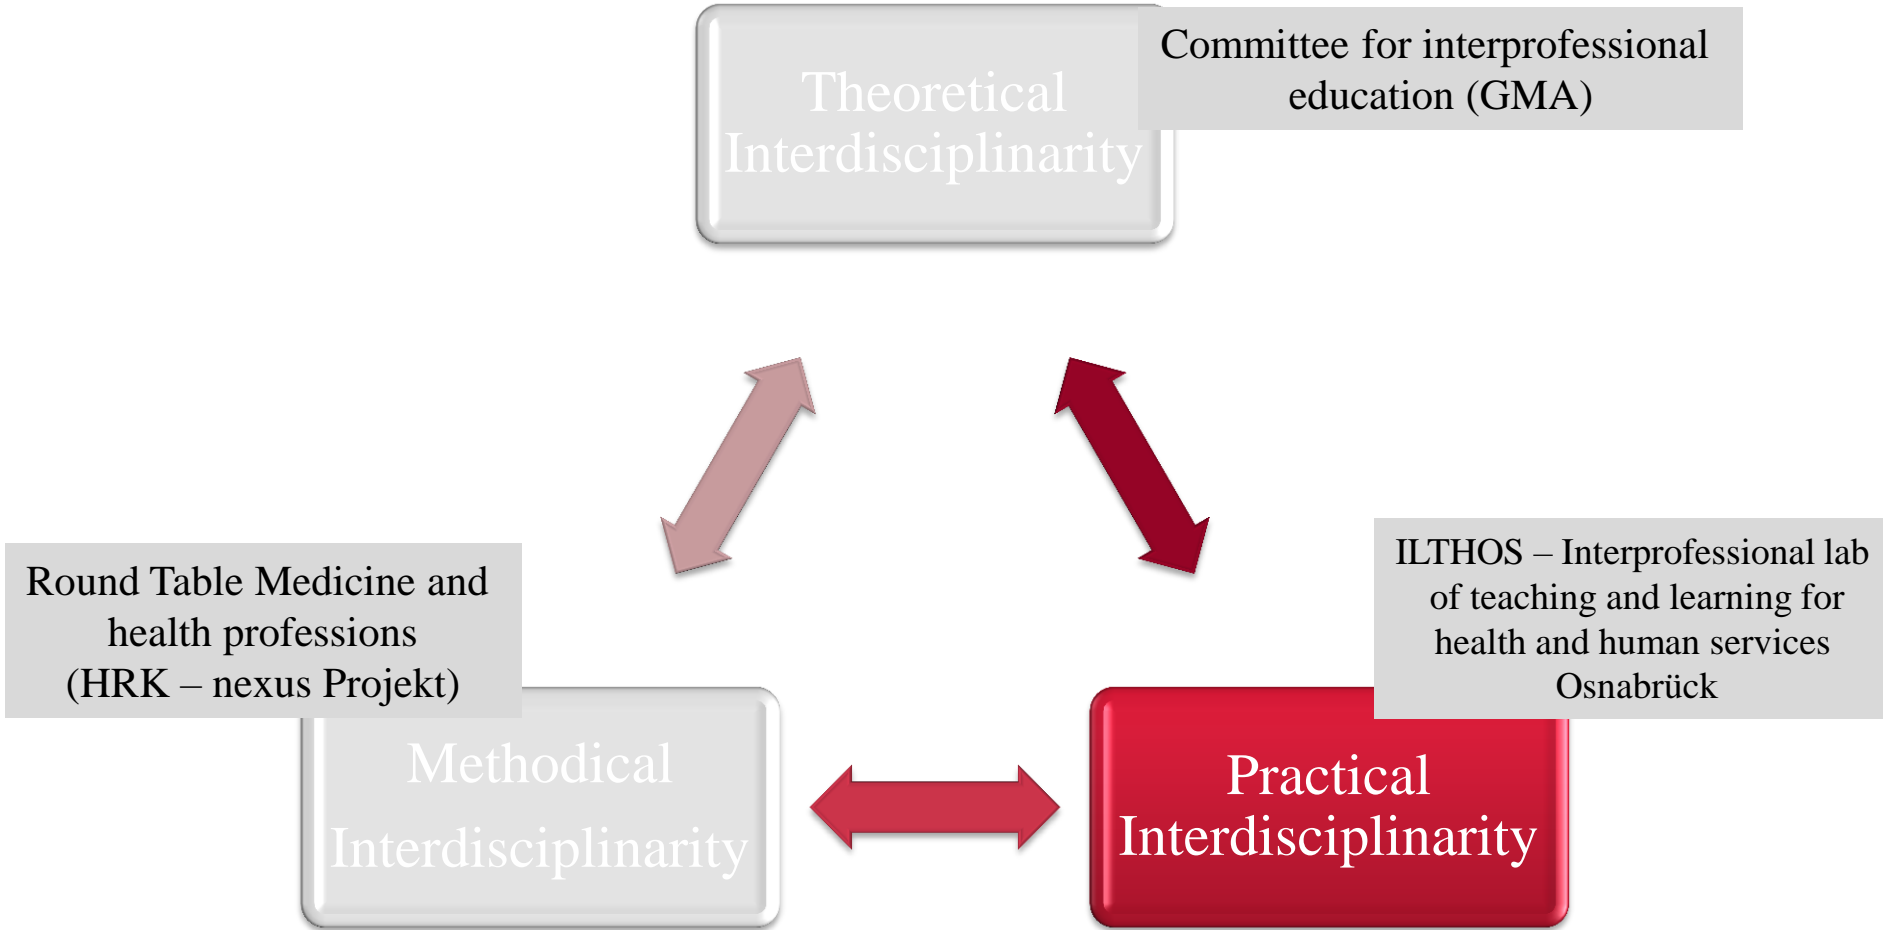 Theoretical
Interdisciplinarity
Committee for interprofessional
education (GMA)
Round Table Medicine and
health professions
(HRK – nexus Projekt)
Methodical
Interdisciplinarity
ILTHOS – Interprofessional lab
of teaching and learning for
health and human services
Osnabrück
Practical
Interdisciplinarity